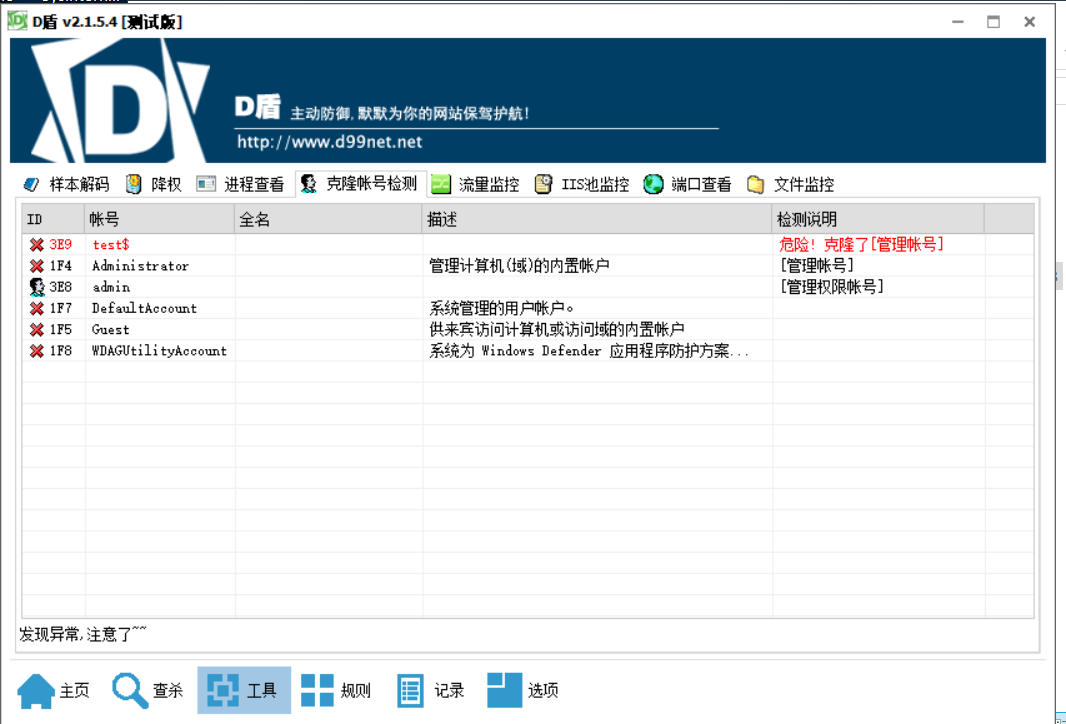 D盾 v2.1.5.4 [测试版]
D盾 主动防御,默默为你的网站保驾护航!
http://www.d99net.net
样本解码 降权 进程查看 克隆帐号检测 流量监控 IIS池监控 端口查看 文件监控
ID 帐号 全名 描述 检测说明
3E9 test$ 危险! 克隆了[管理帐号]
1F4 Administrator 管理计算机(域)的内置帐户 [管理帐号]
3E8 admin [管理权限帐号]
1F7 DefaultAccount 系统管理的用户帐户。
1F5 Guest 供来宾访问计算机或访问域的内置帐户
1F8 WDAGUtilityAccount 系统为 Windows Defender 应用程序防护方案...
发现异常,注意了~~
主页 查杀 工具 规则 记录 选项